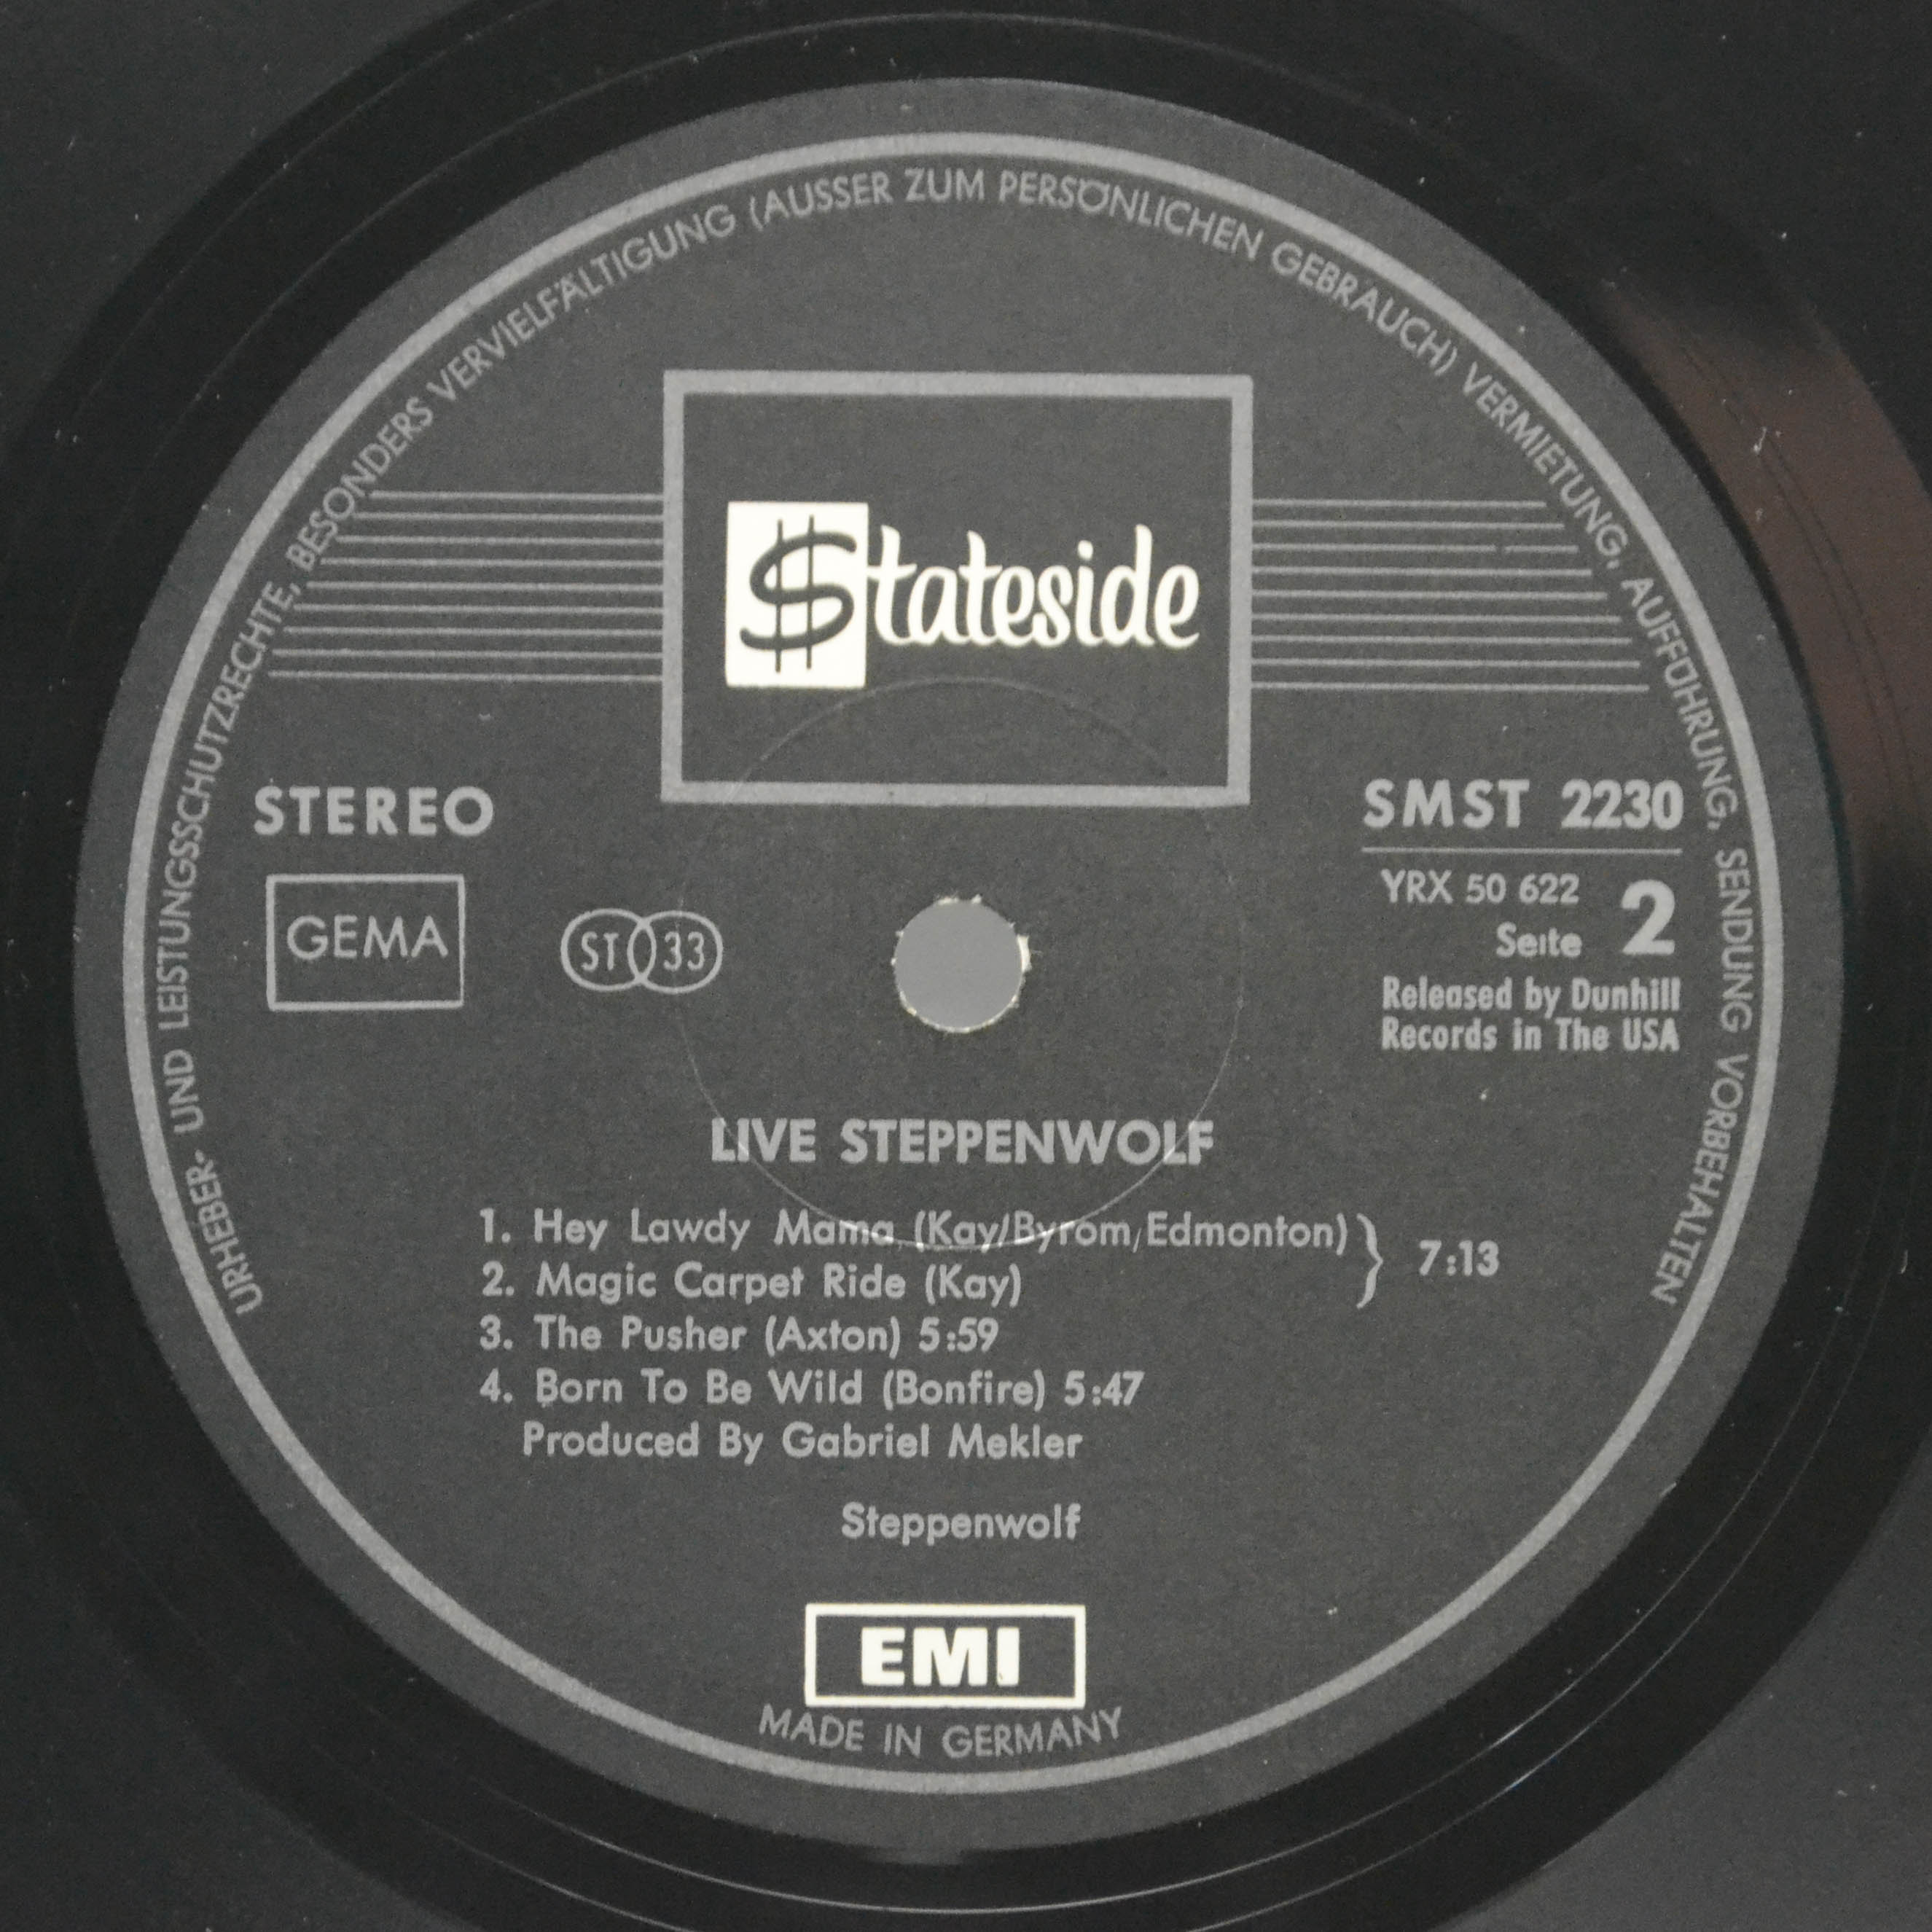 URHEBER- UND LEISTUNGSSCHUTZRECHTE, BESONDERS VERVIELFÄLTIGUNG (AUSSER ZUM PERSÖNLICHEN GEBRAUCH) VERMIETUNG, AUFFÜHRUNG, SENDUNG VORBEHALTEN
$tateside
STEREO
GEMA
ST 33
SMST 2230
YRX 50 622
Seite 2
Released by Dunhill
Records in The USA
LIVE STEPPENWOLF
1. Hey Lawdy Mama (Kay/Byrom/Edmonton)
2. Magic Carpet Ride (Kay)
} 7:13
3. The Pusher (Axton) 5:59
4. Born To Be Wild (Bonfire) 5:47
Produced By Gabriel Mekler
Steppenwolf
EMI
MADE IN GERMANY